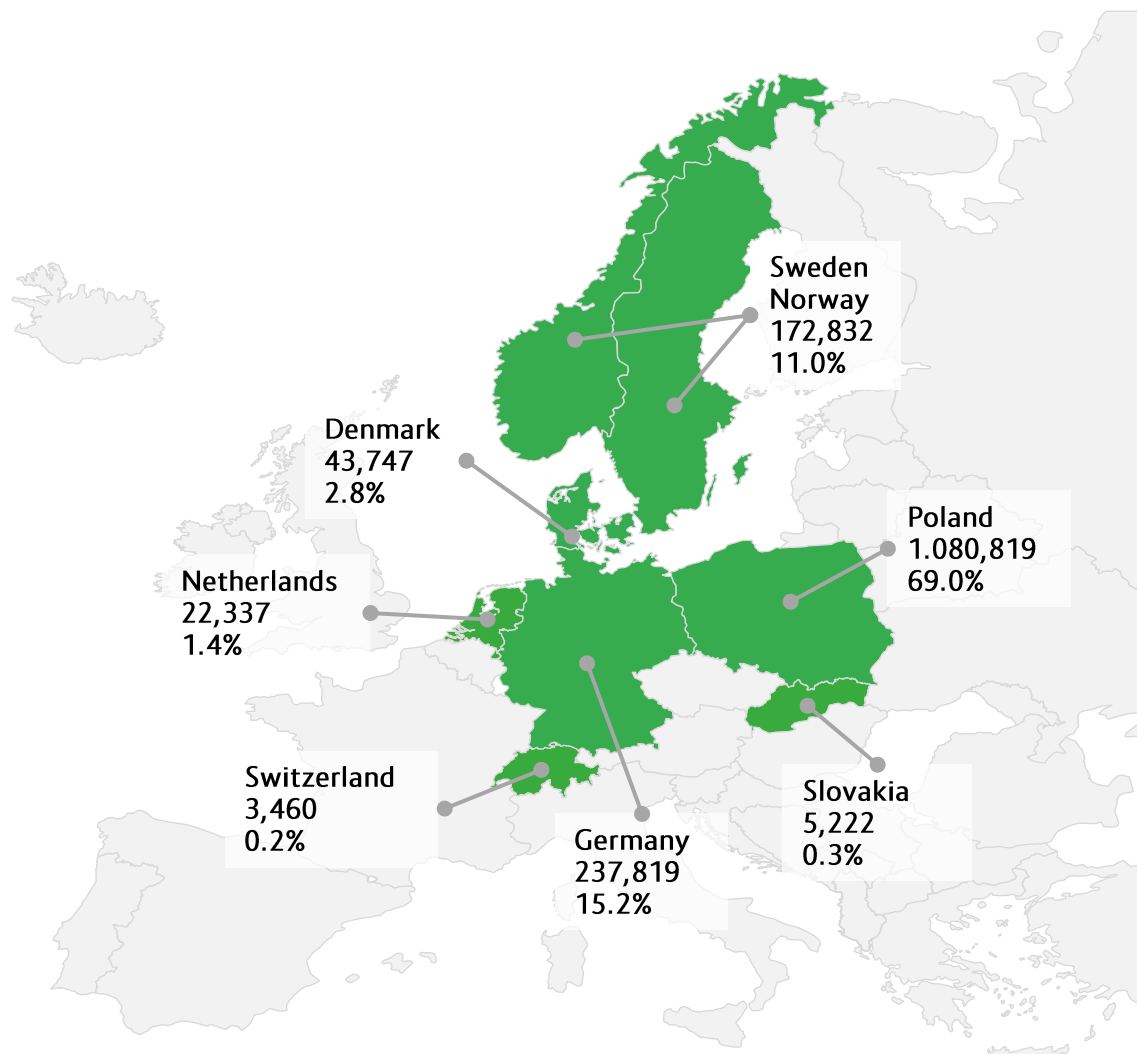 Sweden
Norway
172,832
11.0%
Denmark
43,747
2.8%
Poland
1.080,819
69.0%
Netherlands
22,337
1.4%
Switzerland
3,460
0.2%
Slovakia
5,222
0.3%
Germany
237,819
15.2%